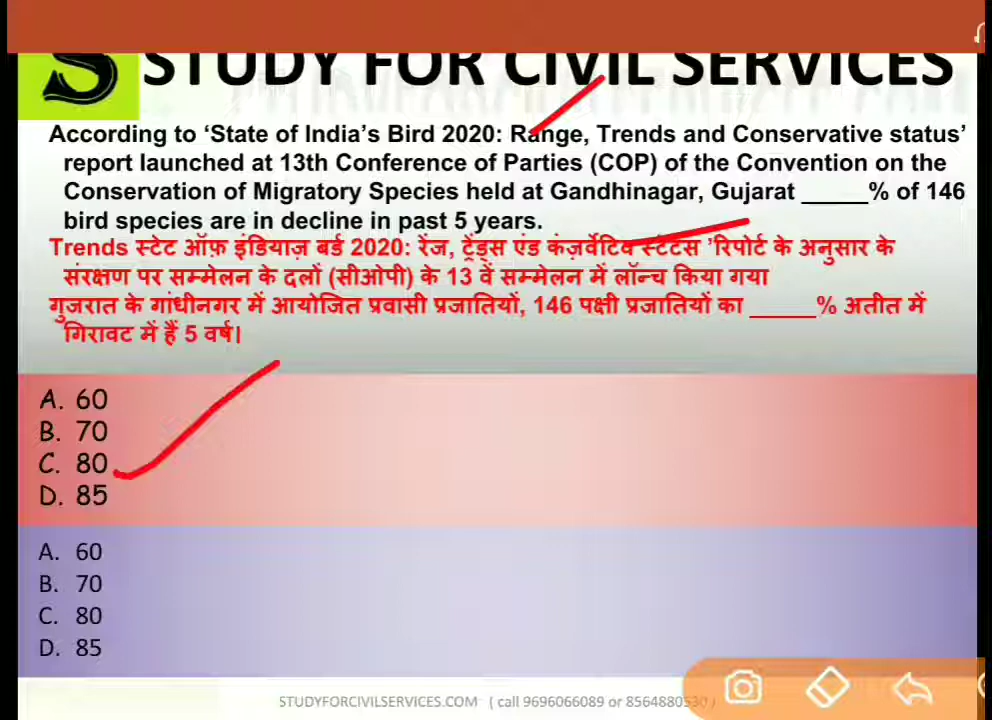 STUDY FOR CIVIL SERVICES
According to ‘State of India’s Bird 2020: Range, Trends and Conservative status’
report launched at 13th Conference of Parties (COP) of the Convention on the
Conservation of Migratory Species held at Gandhinagar, Gujarat _____% of 146
bird species are in decline in past 5 years.
Trends स्टेट ऑफ़ इंडियाज़ बर्ड 2020: रेंज, ट्रेंड्स एंड कंज़र्वेटिव स्टेटस 'रिपोर्ट के अनुसार के
संरक्षण पर सम्मेलन के दलों (सीओपी) के 13 वें सम्मेलन में लॉन्च किया गया
गुजरात के गांधीनगर में आयोजित प्रवासी प्रजातियों, 146 पक्षी प्रजातियों का _____% अतीत में
गिरावट में हैं 5 वर्ष।
A. 60
B. 70
C. 80
D. 85
A. 60
B. 70
C. 80
D. 85
STUDYFORCIVILSERVICES.COM ( call 9696066089 or 8564880530 )